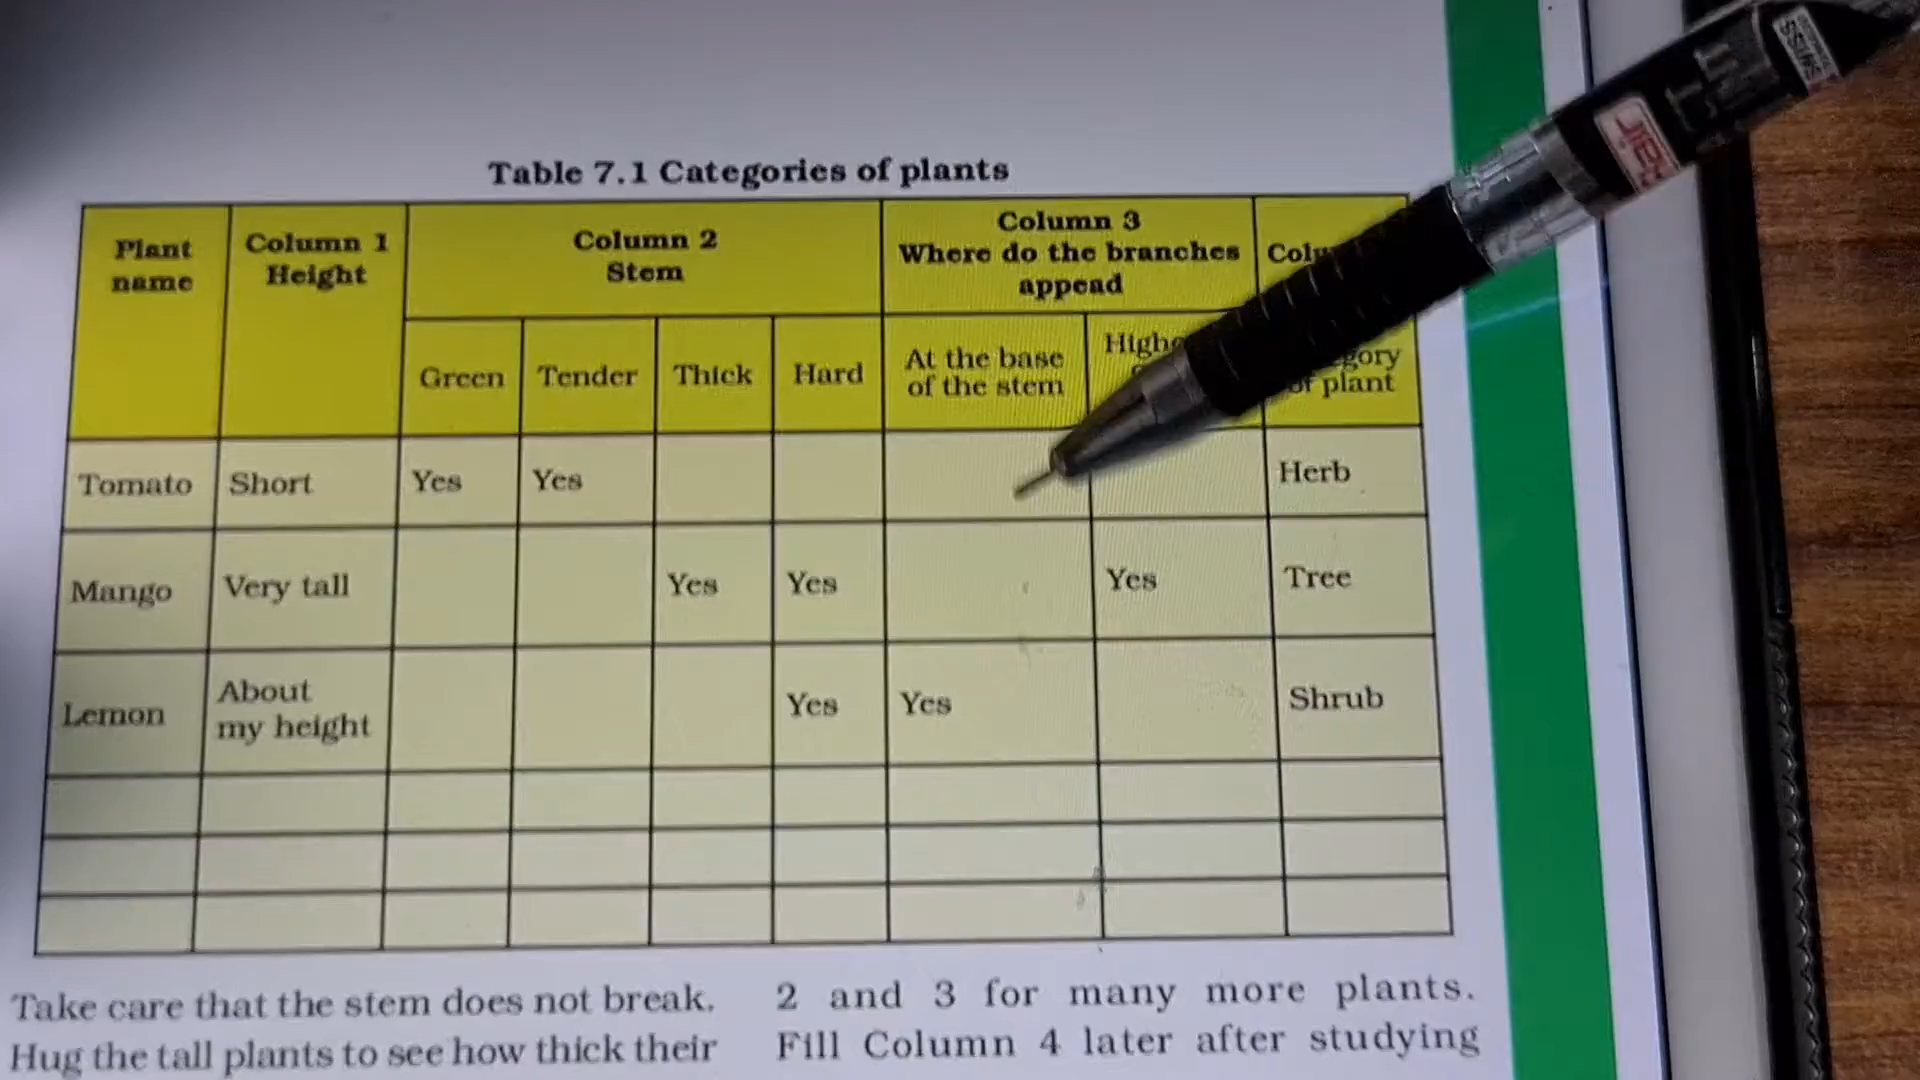 Table 7.1 Categories of plants
Plant name
Column 1 Height
Column 2 Stem
Column 3 Where do the branches appead
Green
Tender
Thick
Hard
At the base of the stem
of plant
Tomato Short Yes Yes Herb
Mango Very tall Yes Yes Yes Tree
Lemon About my height Yes Yes Shrub
Take care that the stem does not break.
Hug the tall plants to see how thick their
2 and 3 for many more plants.
Fill Column 4 later after studying